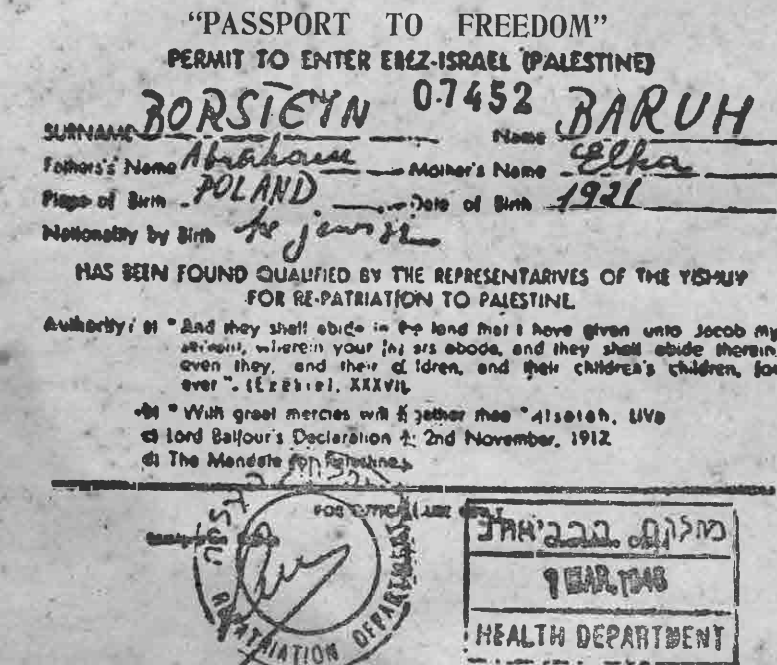 “PASSPORT TO FREEDOM”
PERMIT TO ENTER EREZ-ISRAEL (PALESTINE)
07452
SURNAME BORSTEYN Name BARUH
Fathers's Name Abraham Mother's Name Elka
Place of Birth POLAND Date of Birth 1921
Nationality by Birth jewish
HAS BEEN FOUND QUALIFIED BY THE REPRESENTARIVES OF THE YISHUV
FOR RE-PATRIATION TO PALESTINE.
Authority: a) "And they shall abide in the land that I have given unto Jacob my
servant, wherein your fathers abode, and they shall abide therein,
even they, and their children, and their children's children, for
ever". (Ezekiel, XXXVII,
b) "With great mercies will I gather thee" Isaiah, LIV
c) Lord Balfour's Declaration of 2nd November, 1917
d) The Mandate for Palestine
FOR OFFICIAL USE ONLY
REPATRIATION DEPARTMENT
HEALTH DEPARTMENT